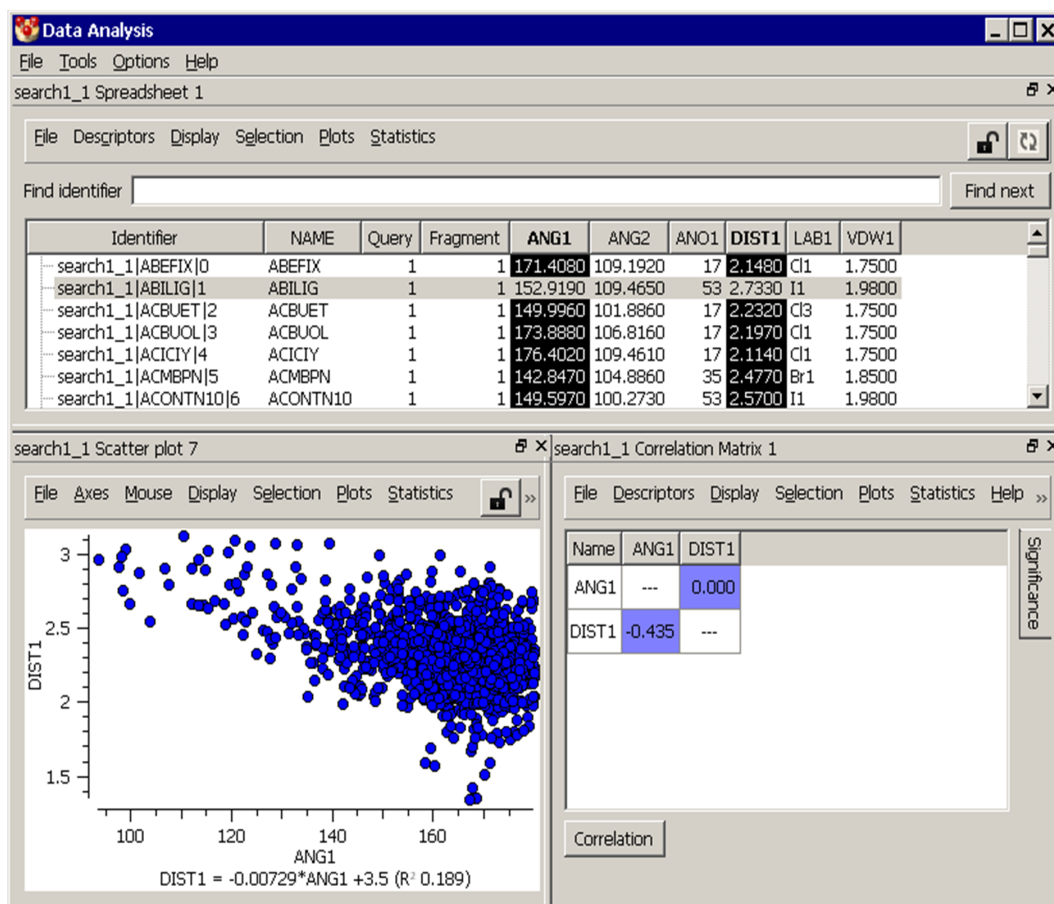 Data Analysis
File Tools Options Help
search1_1 Spreadsheet 1
File Descriptors Display Selection Plots Statistics
Find identifier Find next
Identifier NAME Query Fragment ANG1 ANG2 ANO1 DIST1 LAB1 VDW1
search1_1|ABEFIX|0 ABEFIX 1 1 171.4080 109.1920 17 2.1480 Cl1 1.7500
search1_1|ABILIG|1 ABILIG 1 1 152.9190 109.4650 53 2.7330 I1 1.9800
search1_1|ACBUET|2 ACBUET 1 1 149.9960 101.8860 17 2.2320 Cl3 1.7500
search1_1|ACBUOL|3 ACBUOL 1 1 173.8880 106.8160 17 2.1970 Cl1 1.7500
search1_1|ACICIY|4 ACICIY 1 1 176.4020 109.4610 17 2.1140 Cl1 1.7500
search1_1|ACMBPN|5 ACMBPN 1 1 142.8470 104.8860 35 2.4770 Br1 1.8500
search1_1|ACONTN10|6 ACONTN10 1 1 149.5970 100.2730 53 2.5700 I1 1.9800
search1_1 Scatter plot 7
File Axes Mouse Display Selection Plots Statistics »
3
2.5
2
1.5
DIST1
100 120 140 160
ANG1
DIST1 = -0.00729*ANG1 +3.5 (R² 0.189)
search1_1 Correlation Matrix 1
File Descriptors Display Selection Plots Statistics Help »
Name ANG1 DIST1
ANG1 --- 0.000
DIST1 -0.435 ---
Significance
Correlation